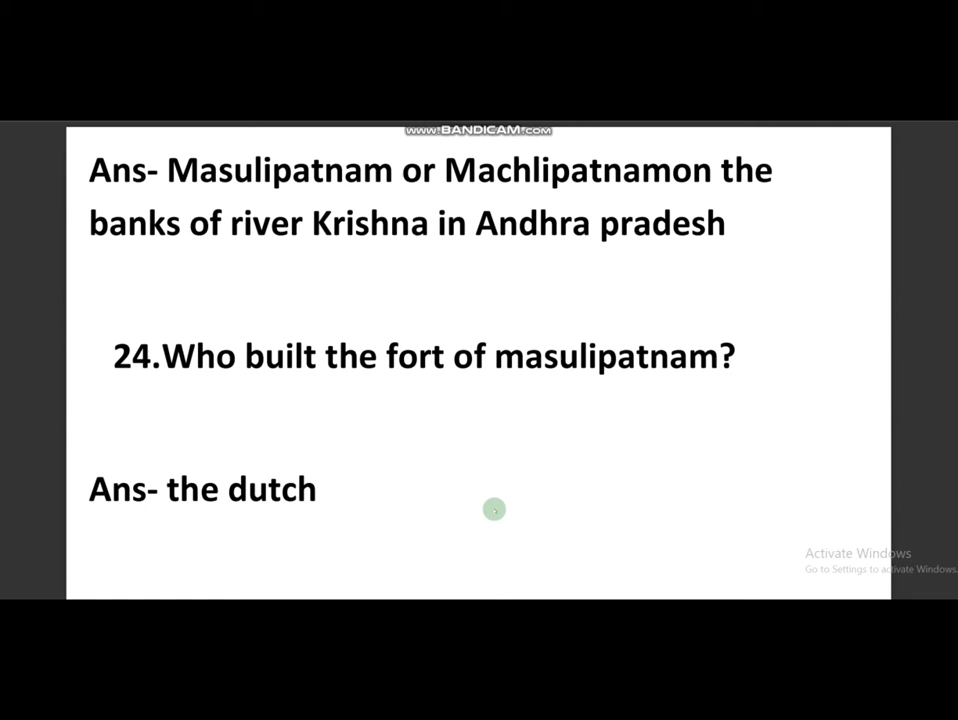 www.BANDICAM.com
Ans- Masulipatnam or Machlipatnamon the
banks of river Krishna in Andhra pradesh
24.Who built the fort of masulipatnam?
Ans- the dutch
Activate Windows
Go to Settings to activate Windows.